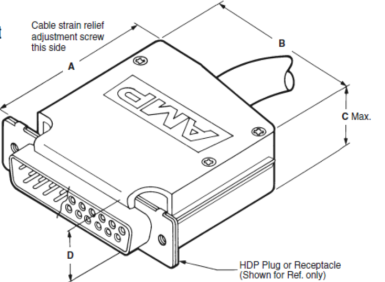 t
Cable strain relief
adjustment screw
this side
A
B
C Max.
AMP
D
HDP Plug or Receptacle
(Shown for Ref. only)